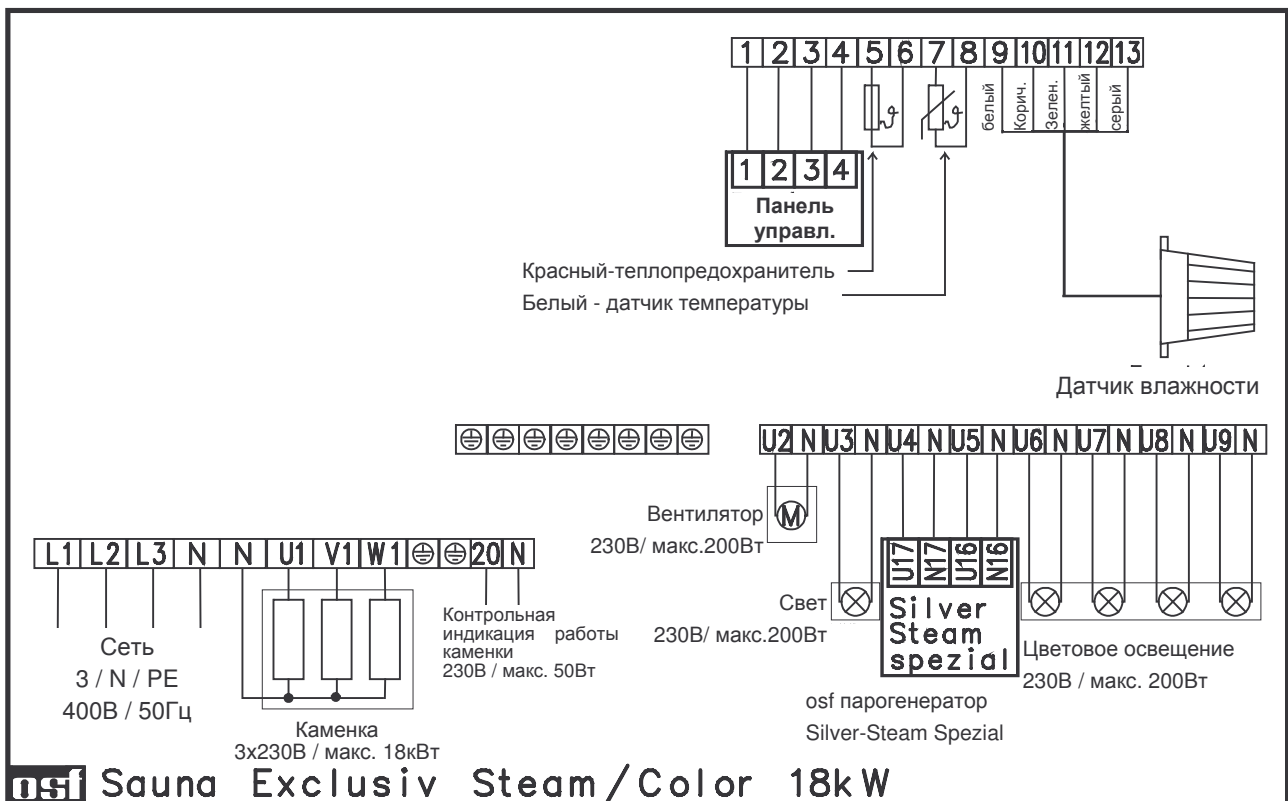 1 2 3 4 5 6 7 8 9 10 11 12 13
белый
Корич.
Зелен.
желтый
серый
1 2 3 4
Панель
управл.
Красный-теплопредохранитель
Белый - датчик температуры
Датчик влажности
U2 N U3 N U4 N U5 N U6 N U7 N U8 N U9 N
Вентилятор
M
230В/ макс.200Вт
L1 L2 L3 N N U1 V1 W1 20 N
U17 N17 U16 N16
Свет
230В/ макс.200Вт
Silver
Steam
spezial
Цветовое освещение
230В / макс. 200Вт
Контрольная
индикация работы
каменки
230В / макс. 50Вт
Сеть
3 / N / PE
400В / 50Гц
osf парогенератор
Silver-Steam Spezial
Каменка
3x230В / макс. 18кВт
osf Sauna Exclusiv Steam/Color 18kW